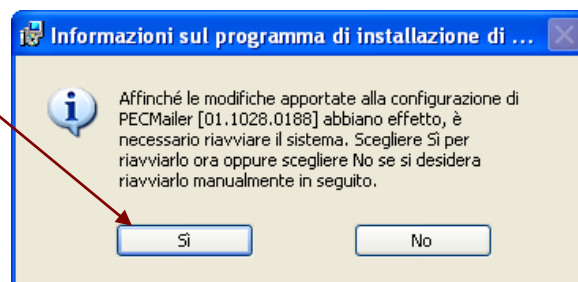 Informazioni sul programma di installazione di ...
Affinché le modifiche apportate alla configurazione di
PECMailer [01.1028.0188] abbiano effetto, è
necessario riavviare il sistema. Scegliere Sì per
riavviarlo ora oppure scegliere No se si desidera
riavviarlo manualmente in seguito.
Sì
No